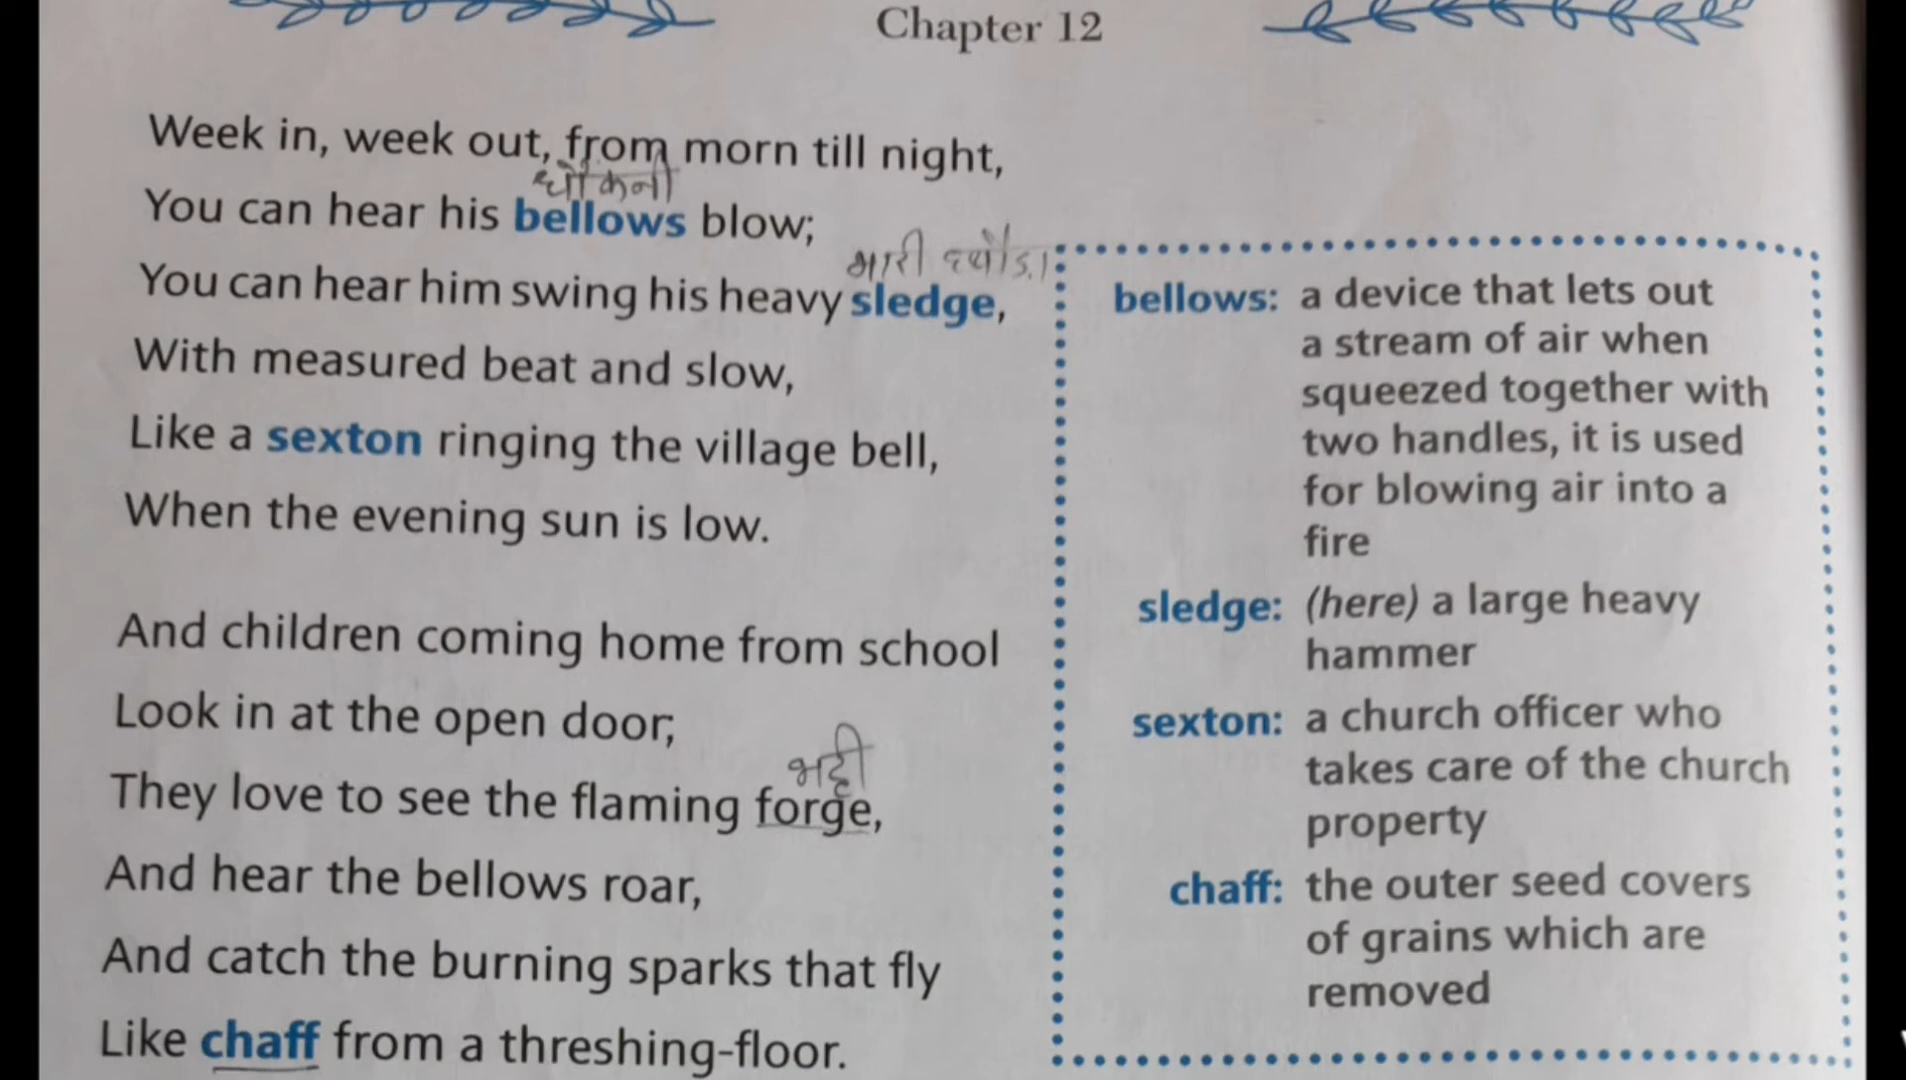 Chapter 12
Week in, week out, from morn till night,
धौंकनी
You can hear his bellows blow;
भारी हथौड़ा
You can hear him swing his heavy sledge,
With measured beat and slow,
Like a sexton ringing the village bell,
When the evening sun is low.
And children coming home from school
Look in at the open door;
भट्टी
They love to see the flaming forge,
And hear the bellows roar,
And catch the burning sparks that fly
Like chaff from a threshing-floor.
bellows: a device that lets out
a stream of air when
squeezed together with
two handles, it is used
for blowing air into a
fire
sledge: (here) a large heavy
hammer
sexton: a church officer who
takes care of the church
property
chaff: the outer seed covers
of grains which are
removed